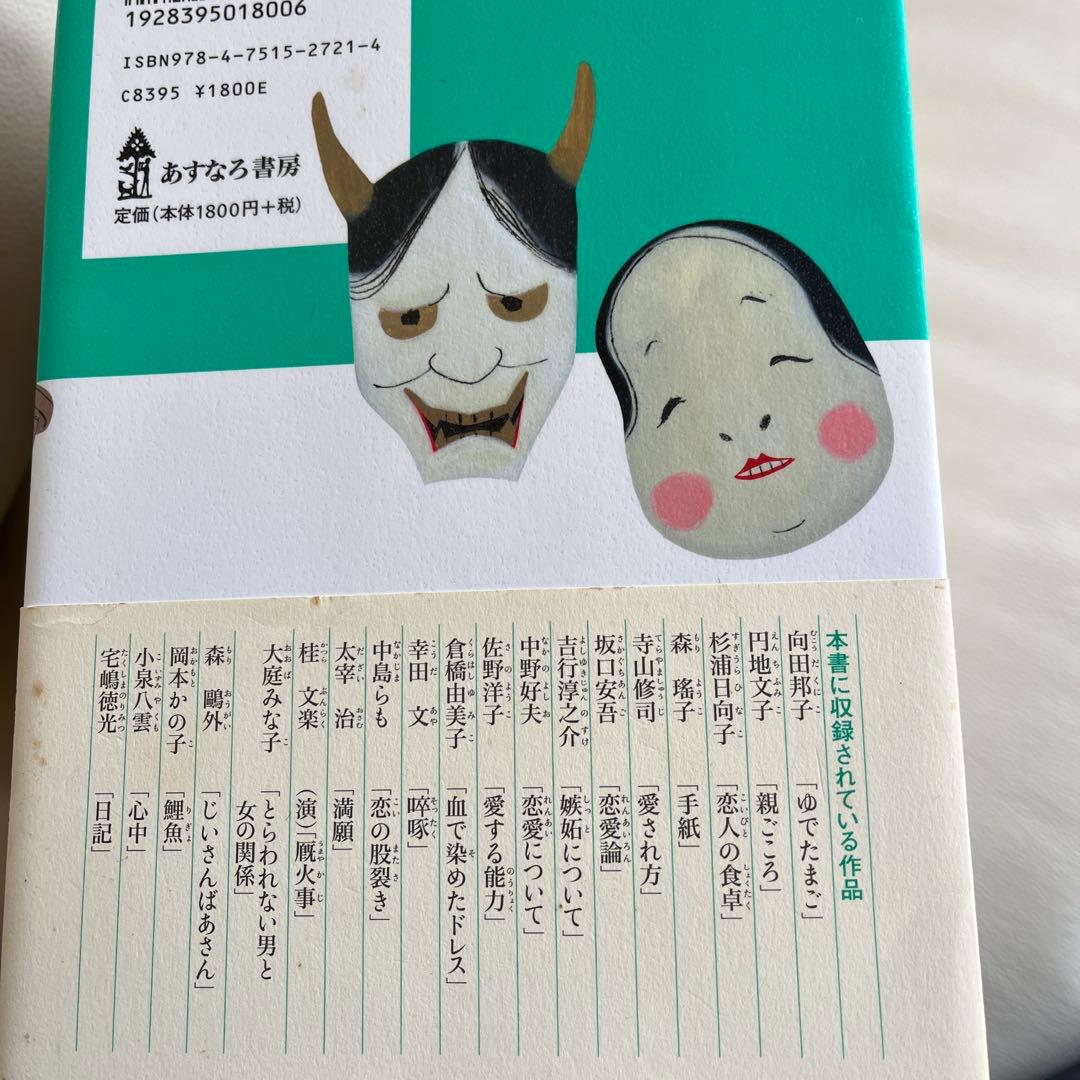 1928395018006
ISBN978-4-7515-2721-4
C8395 ¥1800E
あすなろ書房
定価(本体1800円+税)
本書に収録されている作品
向田邦子 「ゆでたまご」
円地文子 「親ごころ」
杉浦日向子 「恋人の食卓」
森 瑤子 「手紙」
寺山修司 「愛され方」
坂口安吾 「恋愛論」
吉行淳之介 「嫉妬について」
中野好夫 「恋愛について」
佐野洋子 「愛する能力」
倉橋由美子 「血で染めたドレス」
幸田 文 「啐啄」
中島らも 「恋の股裂き」
太宰 治 「満願」
桂 文楽 (演)「厩火事」
大庭みな子 「とらわれない男と
女の関係」
森 鷗外 「じいさんばあさん」
岡本かの子 「鯉魚」
小泉八雲 「心中」
宅嶋徳光 「日記」